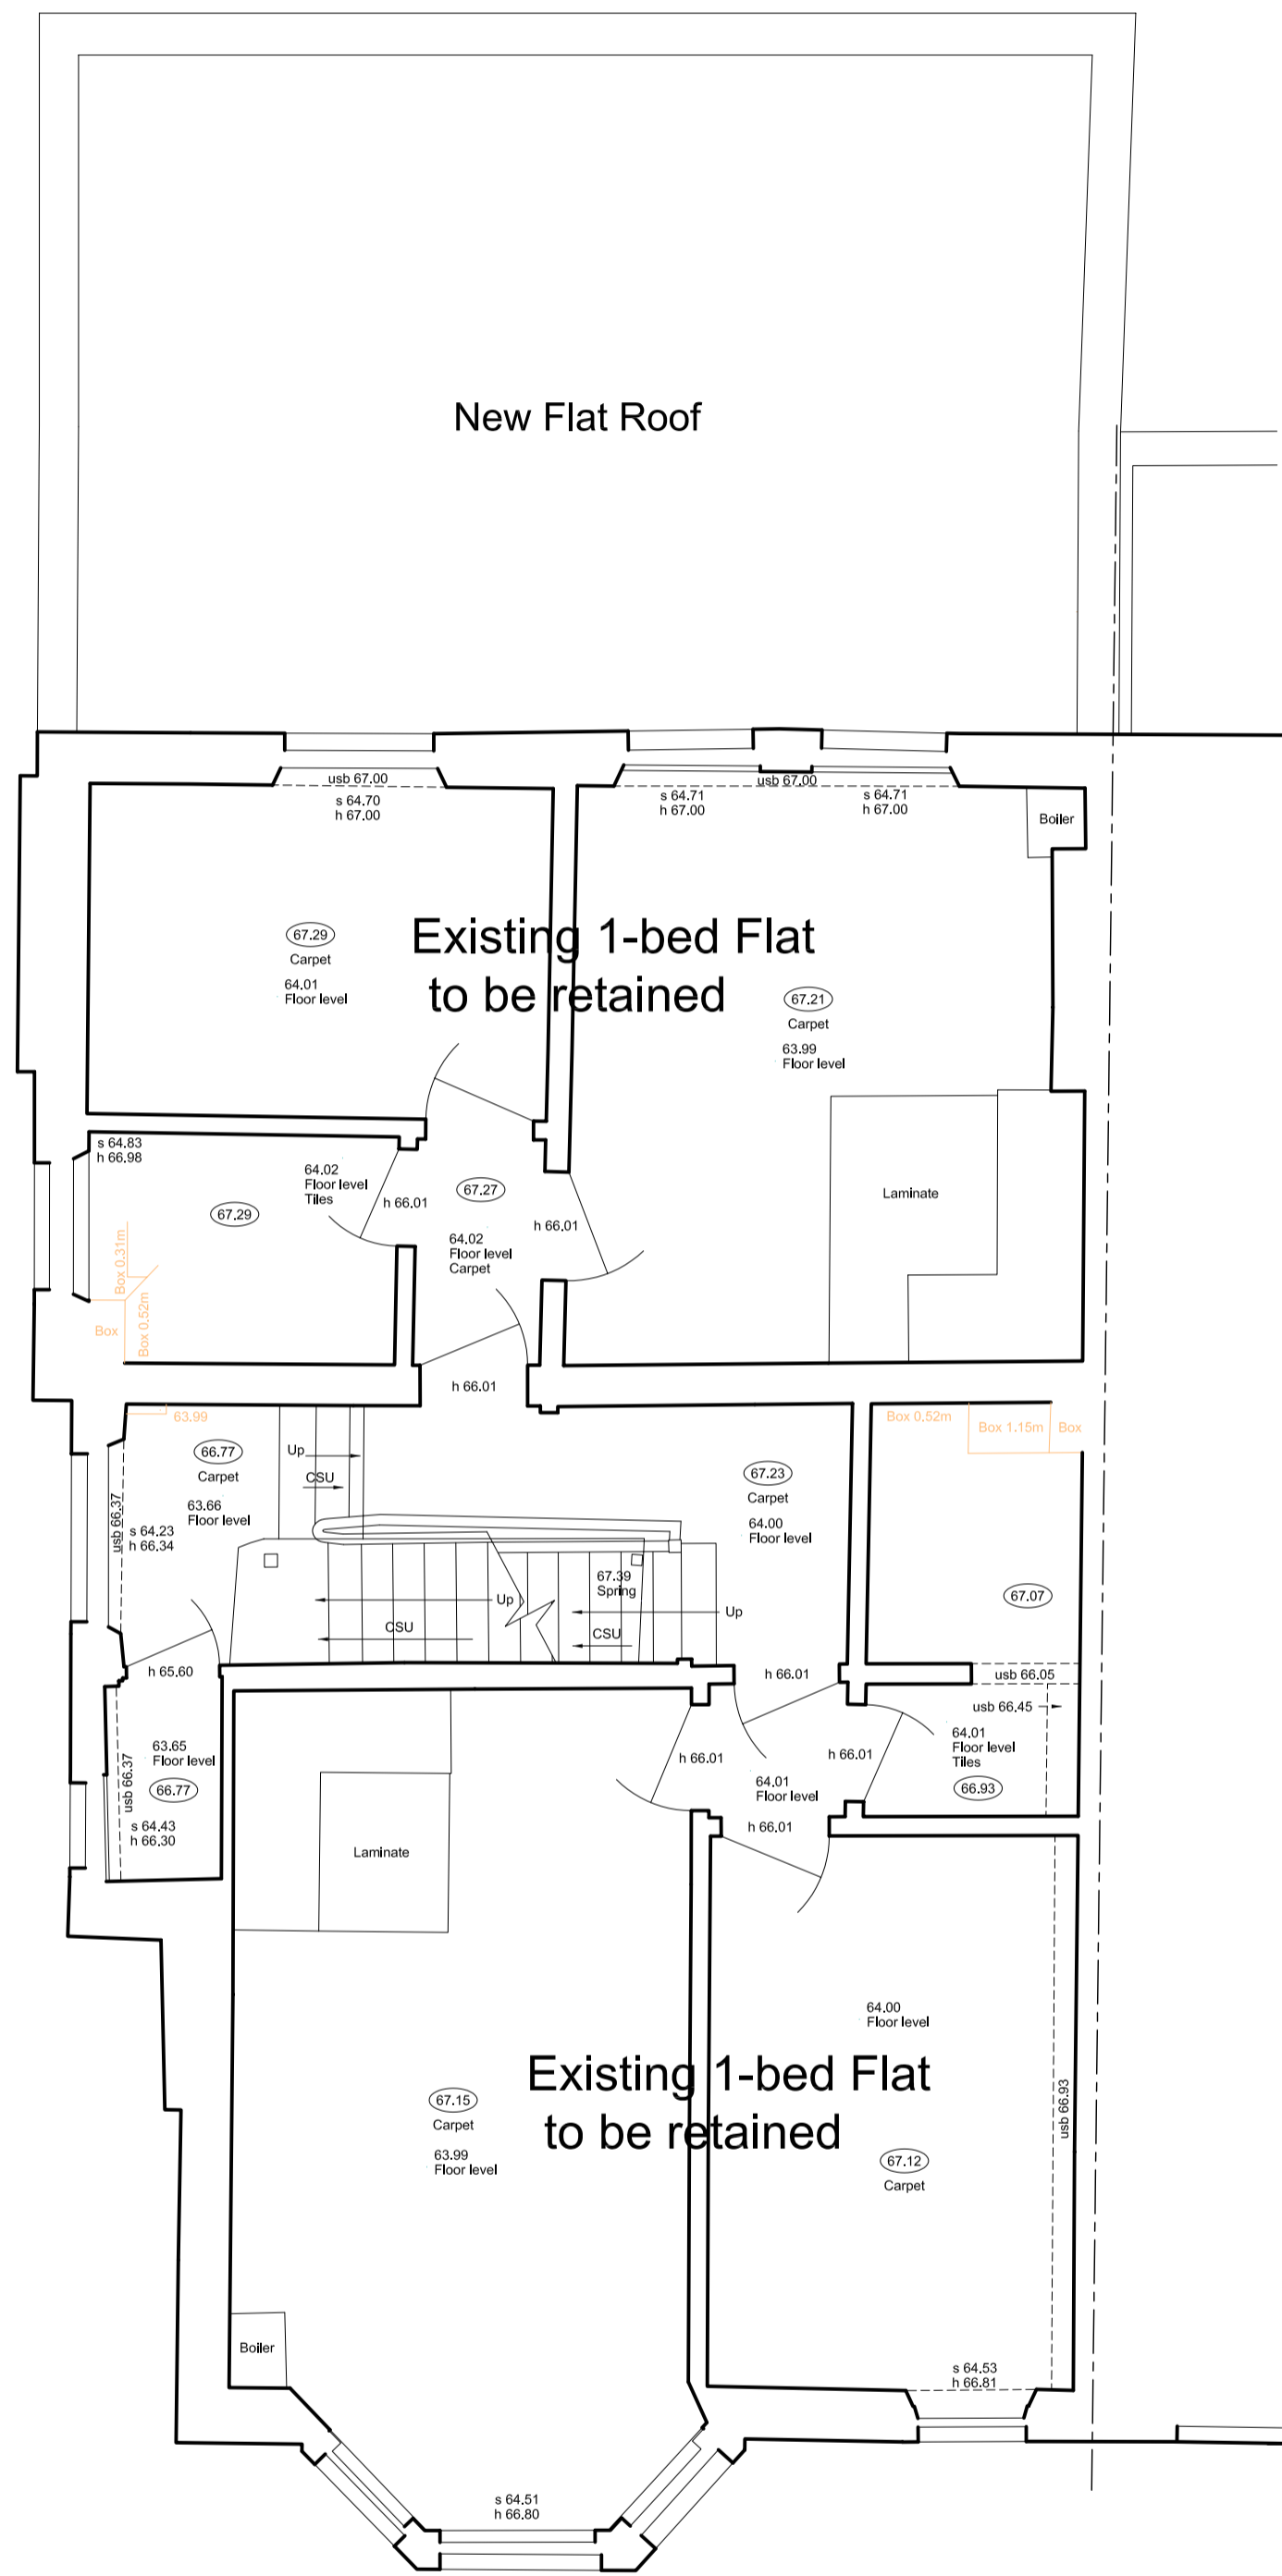 New Flat Roof
usb 67.00
s 64.70
h 67.00
usb 67.00
s 64.71
h 67.00
s 64.71
h 67.00
Boiler
Existing 1-bed Flat
to be retained
67.29
Carpet
64.01
Floor level
67.21
Carpet
63.99
Floor level
s 64.83
h 66.98
64.02
Floor level
Tiles
67.29
h 66.01
67.27
64.02
Floor level
Carpet
h 66.01
Laminate
Box 0.31m
Box
Box 0.52m
h 66.01
63.99
66.77
Carpet
63.66
Floor level
Up
CSU
usb 66.37
s 64.23
h 66.34
67.23
Carpet
64.00
Floor level
Box 0.52m
Box 1.15m
Box
67.39
Spring
Up
CSU
Up
CSU
67.07
h 65.60
h 66.01
usb 66.05
usb 66.45
63.65
Floor level
66.77
usb 66.37
s 64.43
h 66.30
h 66.01
h 66.01
64.01
Floor level
64.01
Floor level
Tiles
66.93
h 66.01
Laminate
64.00
Floor level
Existing 1-bed Flat
to be retained
67.15
Carpet
63.99
Floor level
usb 66.93
67.12
Carpet
Boiler
s 64.53
h 66.81
s 64.51
h 66.80